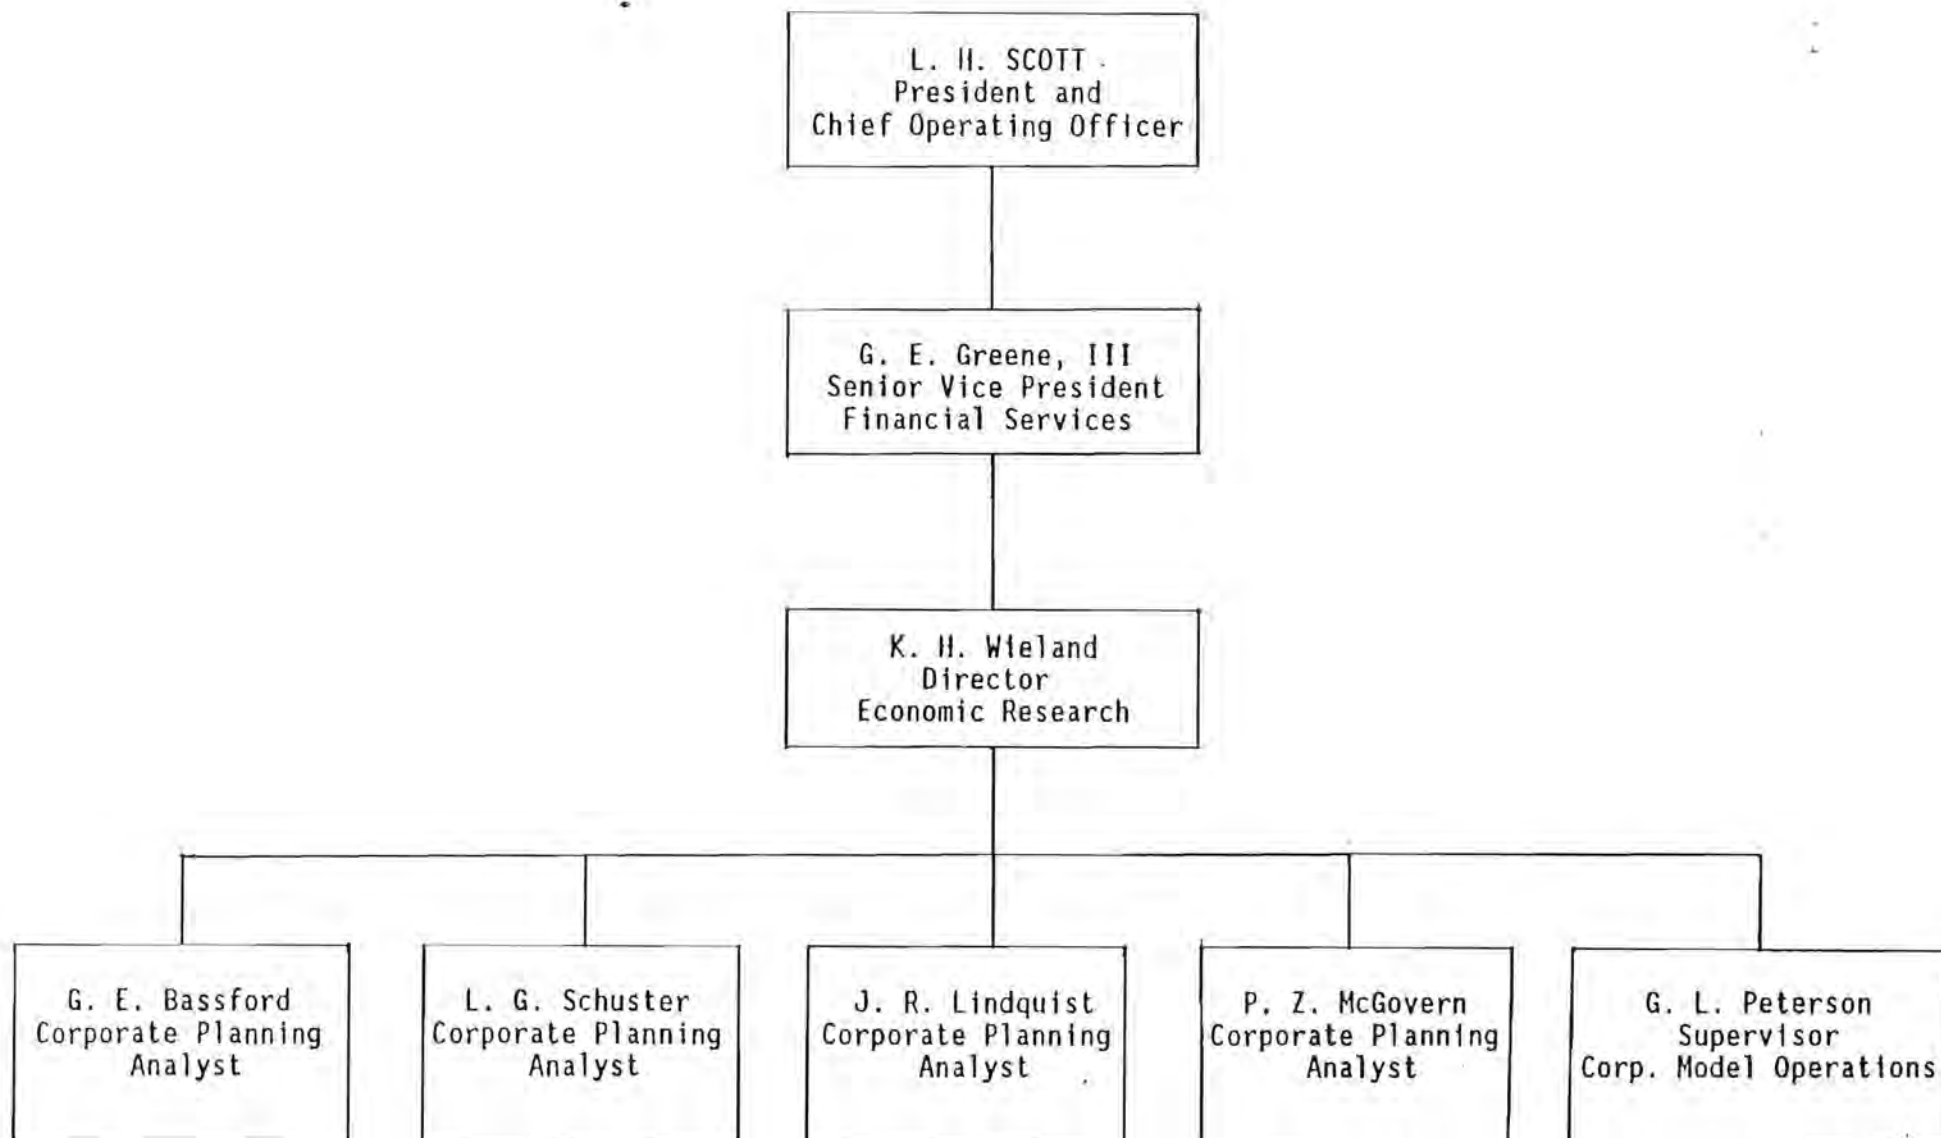 L. H. SCOTT
President and
Chief Operating Officer
G. E. Greene, III
Senior Vice President
Financial Services
K. H. Wieland
Director
Economic Research
G. E. Bassford
Corporate Planning
Analyst
L. G. Schuster
Corporate Planning
Analyst
J. R. Lindquist
Corporate Planning
Analyst
P. Z. McGovern
Corporate Planning
Analyst
G. L. Peterson
Supervisor
Corp. Model Operations